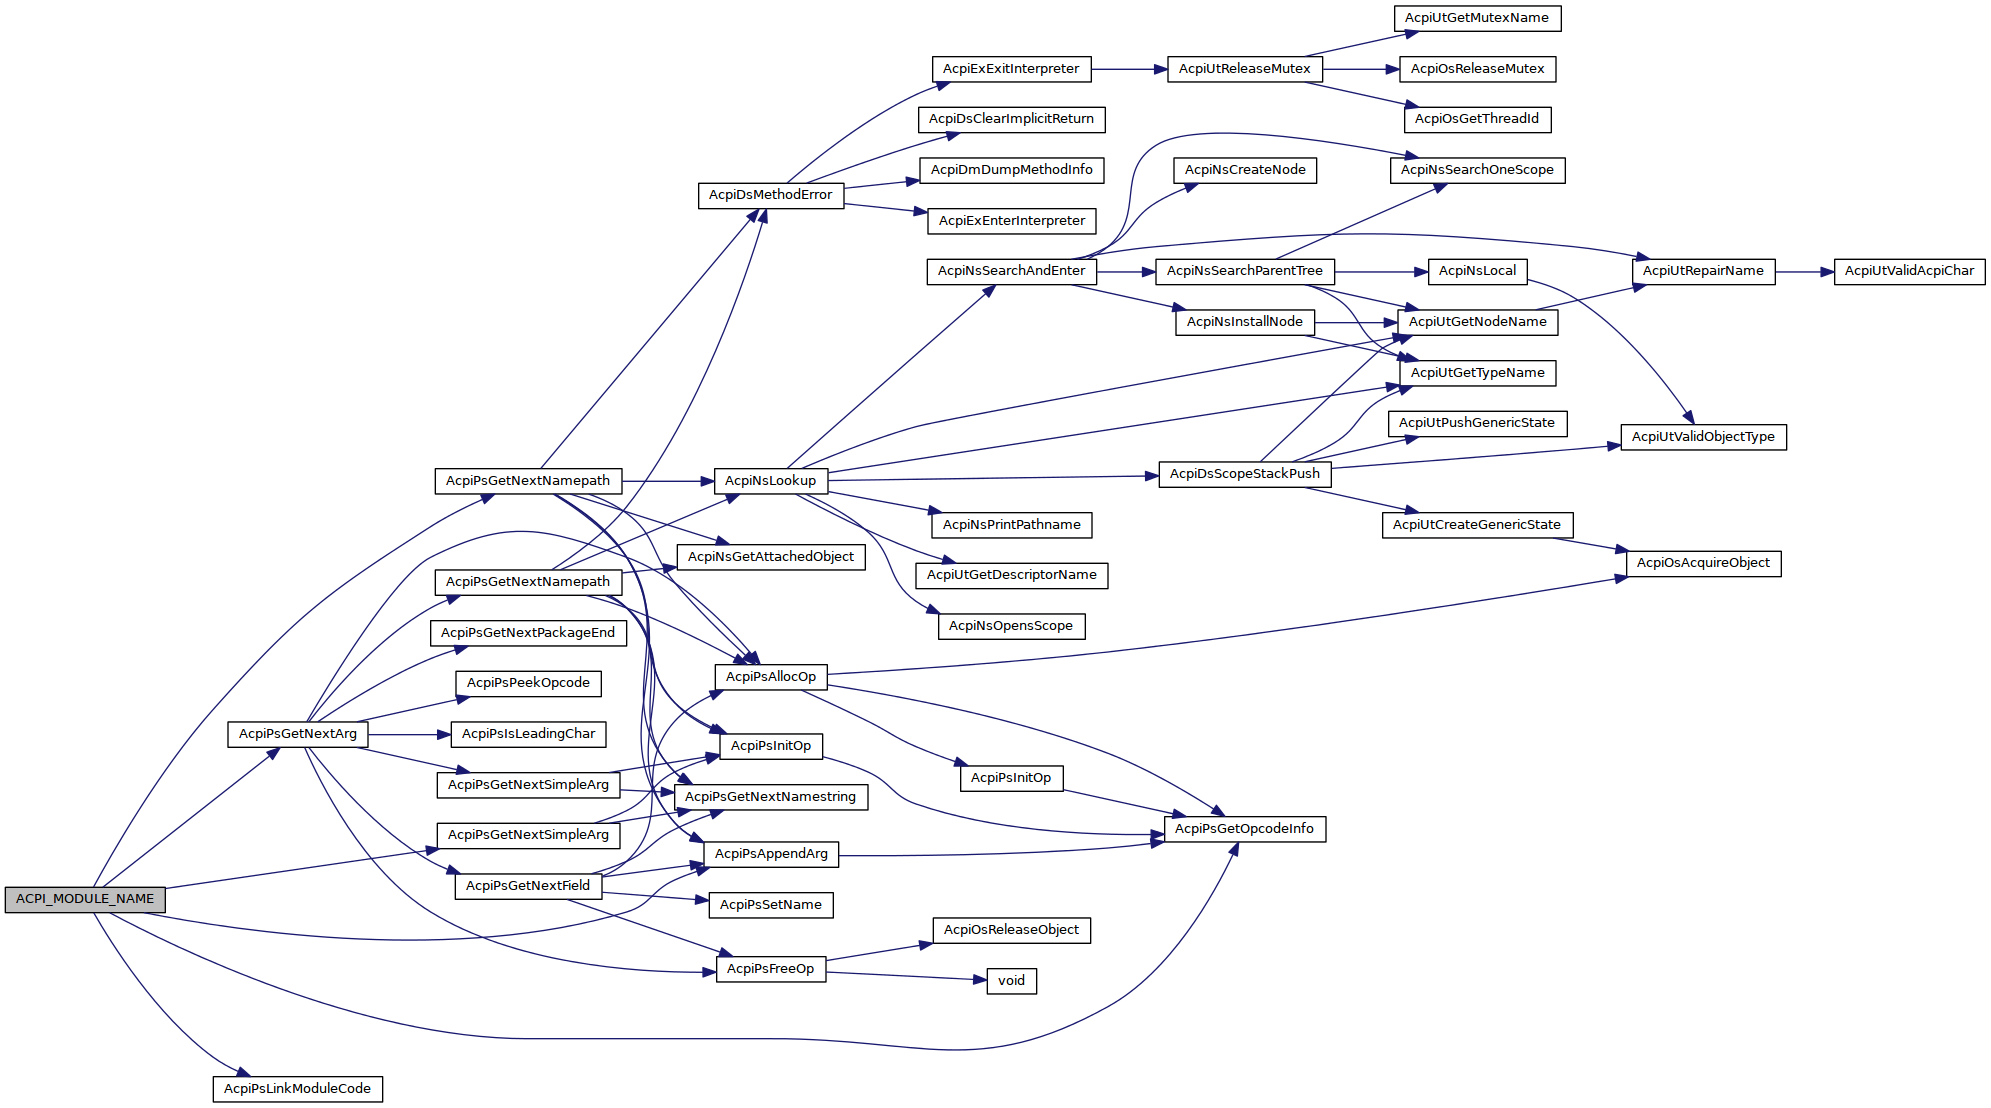 AcpiUtGetMutexName
AcpiExExitInterpreter
AcpiUtReleaseMutex
AcpiOsReleaseMutex
AcpiDsClearImplicitReturn
AcpiOsGetThreadId
AcpiDmDumpMethodInfo
AcpiNsCreateNode
AcpiNsSearchOneScope
AcpiDsMethodError
AcpiExEnterInterpreter
AcpiNsSearchAndEnter
AcpiNsSearchParentTree
AcpiNsLocal
AcpiUtRepairName
AcpiUtValidAcpiChar
AcpiNsInstallNode
AcpiUtGetNodeName
AcpiUtGetTypeName
AcpiUtPushGenericState
AcpiUtValidObjectType
AcpiPsGetNextNamepath
AcpiNsLookup
AcpiDsScopeStackPush
AcpiNsPrintPathname
AcpiUtCreateGenericState
AcpiNsGetAttachedObject
AcpiOsAcquireObject
AcpiPsGetNextNamepath
AcpiUtGetDescriptorName
AcpiPsGetNextPackageEnd
AcpiNsOpensScope
AcpiPsPeekOpcode
AcpiPsAllocOp
AcpiPsGetNextArg
AcpiPsIsLeadingChar
AcpiPsInitOp
AcpiPsGetNextSimpleArg
AcpiPsInitOp
AcpiPsGetNextNamestring
AcpiPsGetNextSimpleArg
AcpiPsGetOpcodeInfo
AcpiPsAppendArg
AcpiPsGetNextField
ACPI_MODULE_NAME
AcpiPsSetName
AcpiOsReleaseObject
AcpiPsFreeOp
void
AcpiPsLinkModuleCode